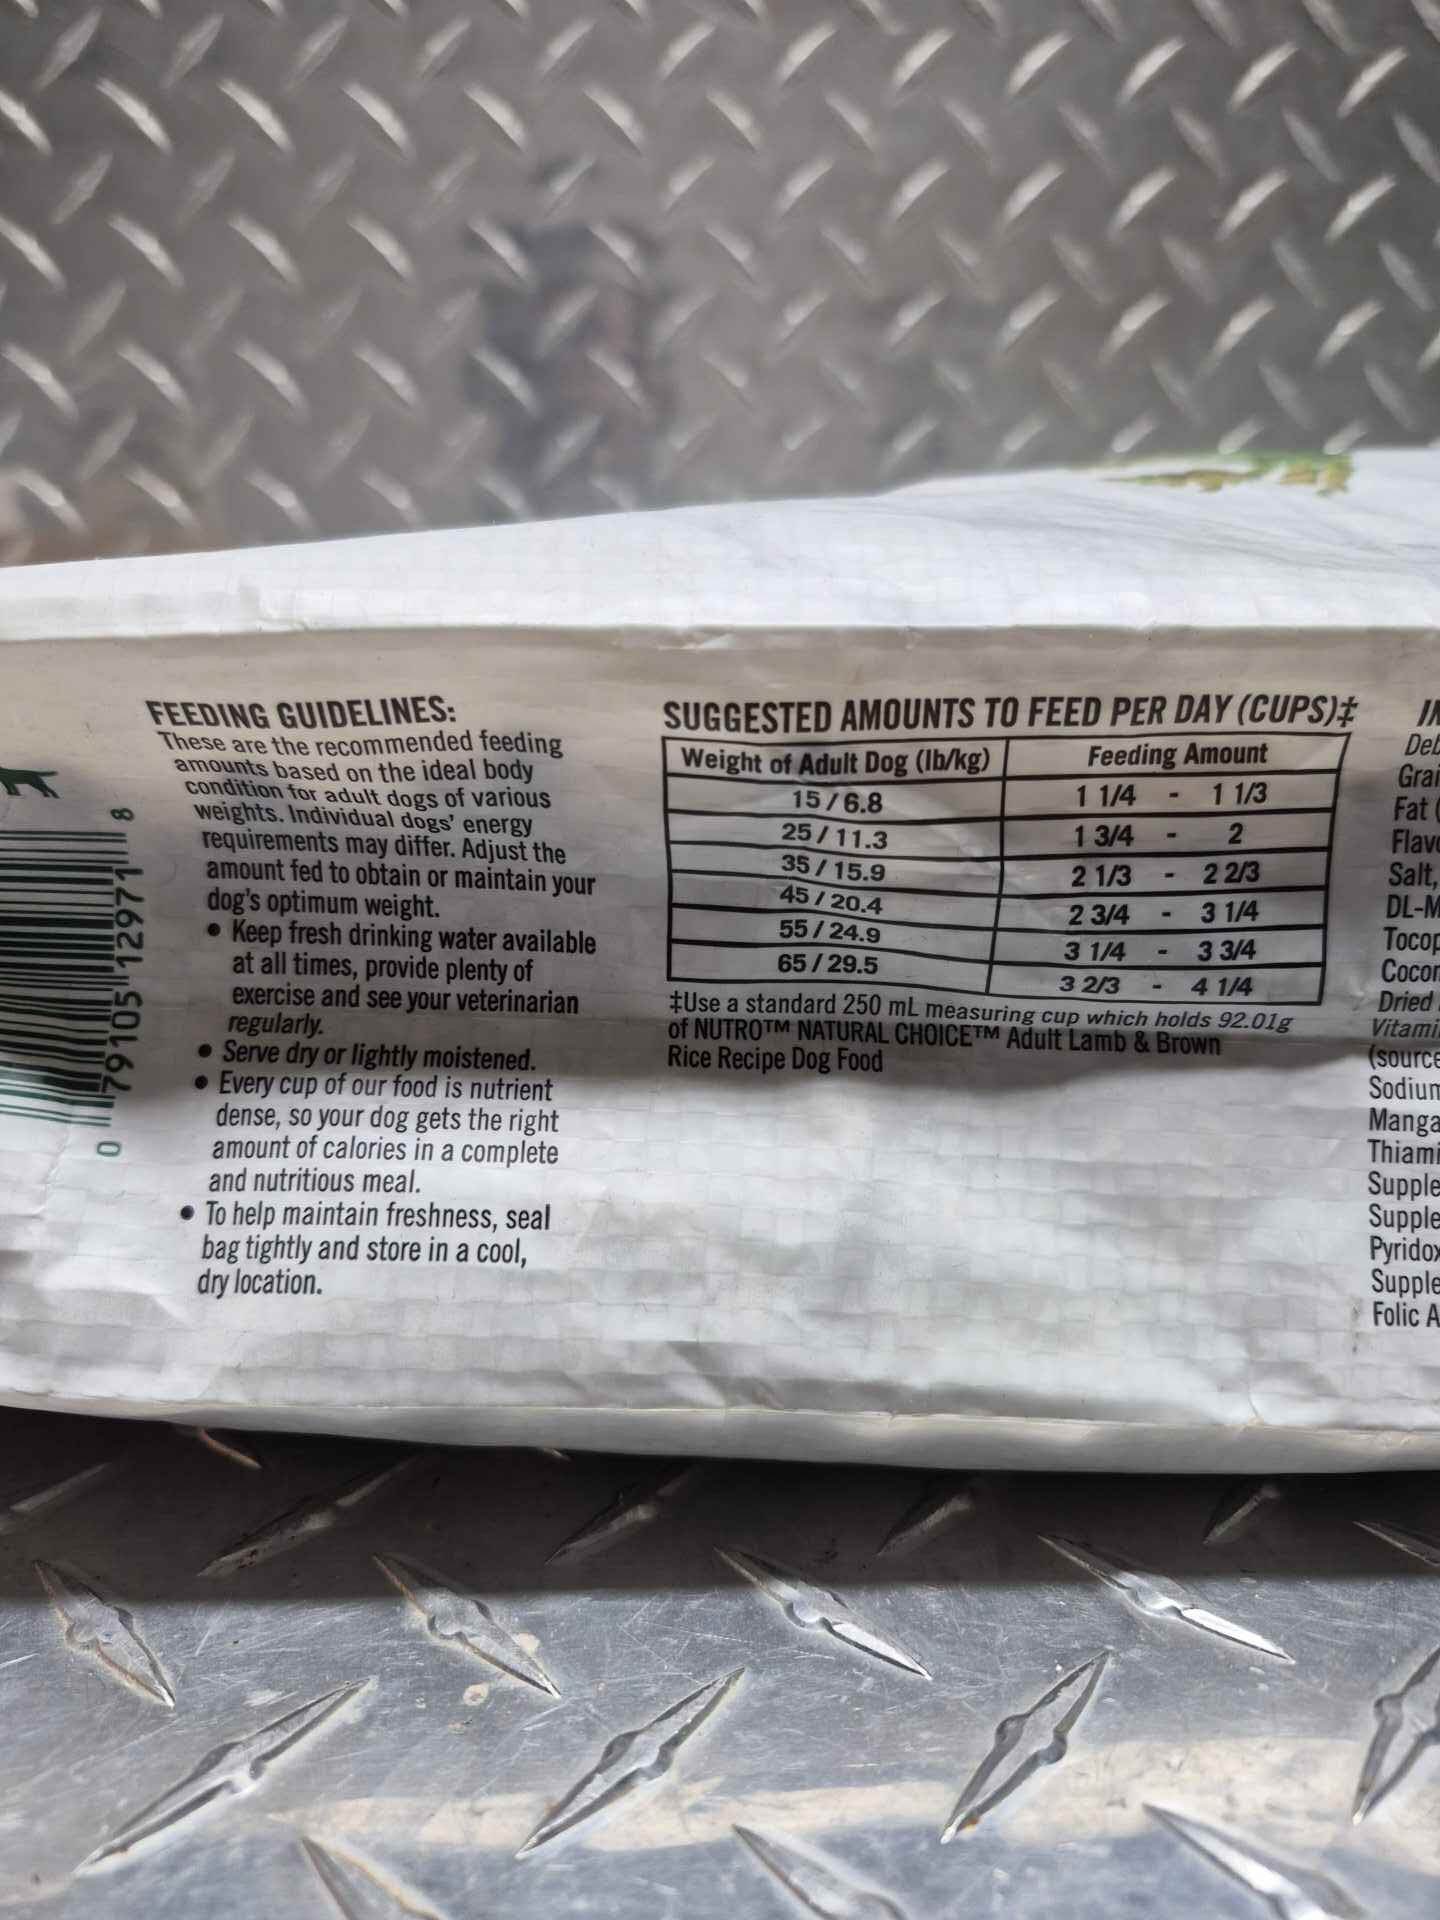 FEEDING GUIDELINES:
These are the recommended feeding
amounts based on the ideal body
condition for adult dogs of various
weights. Individual dogs' energy
requirements may differ. Adjust the
amount fed to obtain or maintain your
dog's optimum weight.
• Keep fresh drinking water available
at all times, provide plenty of
exercise and see your veterinarian
regularly.
• Serve dry or lightly moistened.
• Every cup of our food is nutrient
dense, so your dog gets the right
amount of calories in a complete
and nutritious meal.
• To help maintain freshness, seal
bag tightly and store in a cool,
dry location.
0 79105 12971 8
SUGGESTED AMOUNTS TO FEED PER DAY (CUPS)‡
Weight of Adult Dog (lb/kg) Feeding Amount
15 / 6.8 1 1/4 - 1 1/3
25 / 11.3 1 3/4 - 2
35 / 15.9 2 1/3 - 2 2/3
45 / 20.4 2 3/4 - 3 1/4
55 / 24.9 3 1/4 - 3 3/4
65 / 29.5 3 2/3 - 4 1/4
‡Use a standard 250 mL measuring cup which holds 92.01g
of NUTRO™ NATURAL CHOICE™ Adult Lamb & Brown
Rice Recipe Dog Food
Fat (
Salt,
DL-M
Dried
(source
Folic A